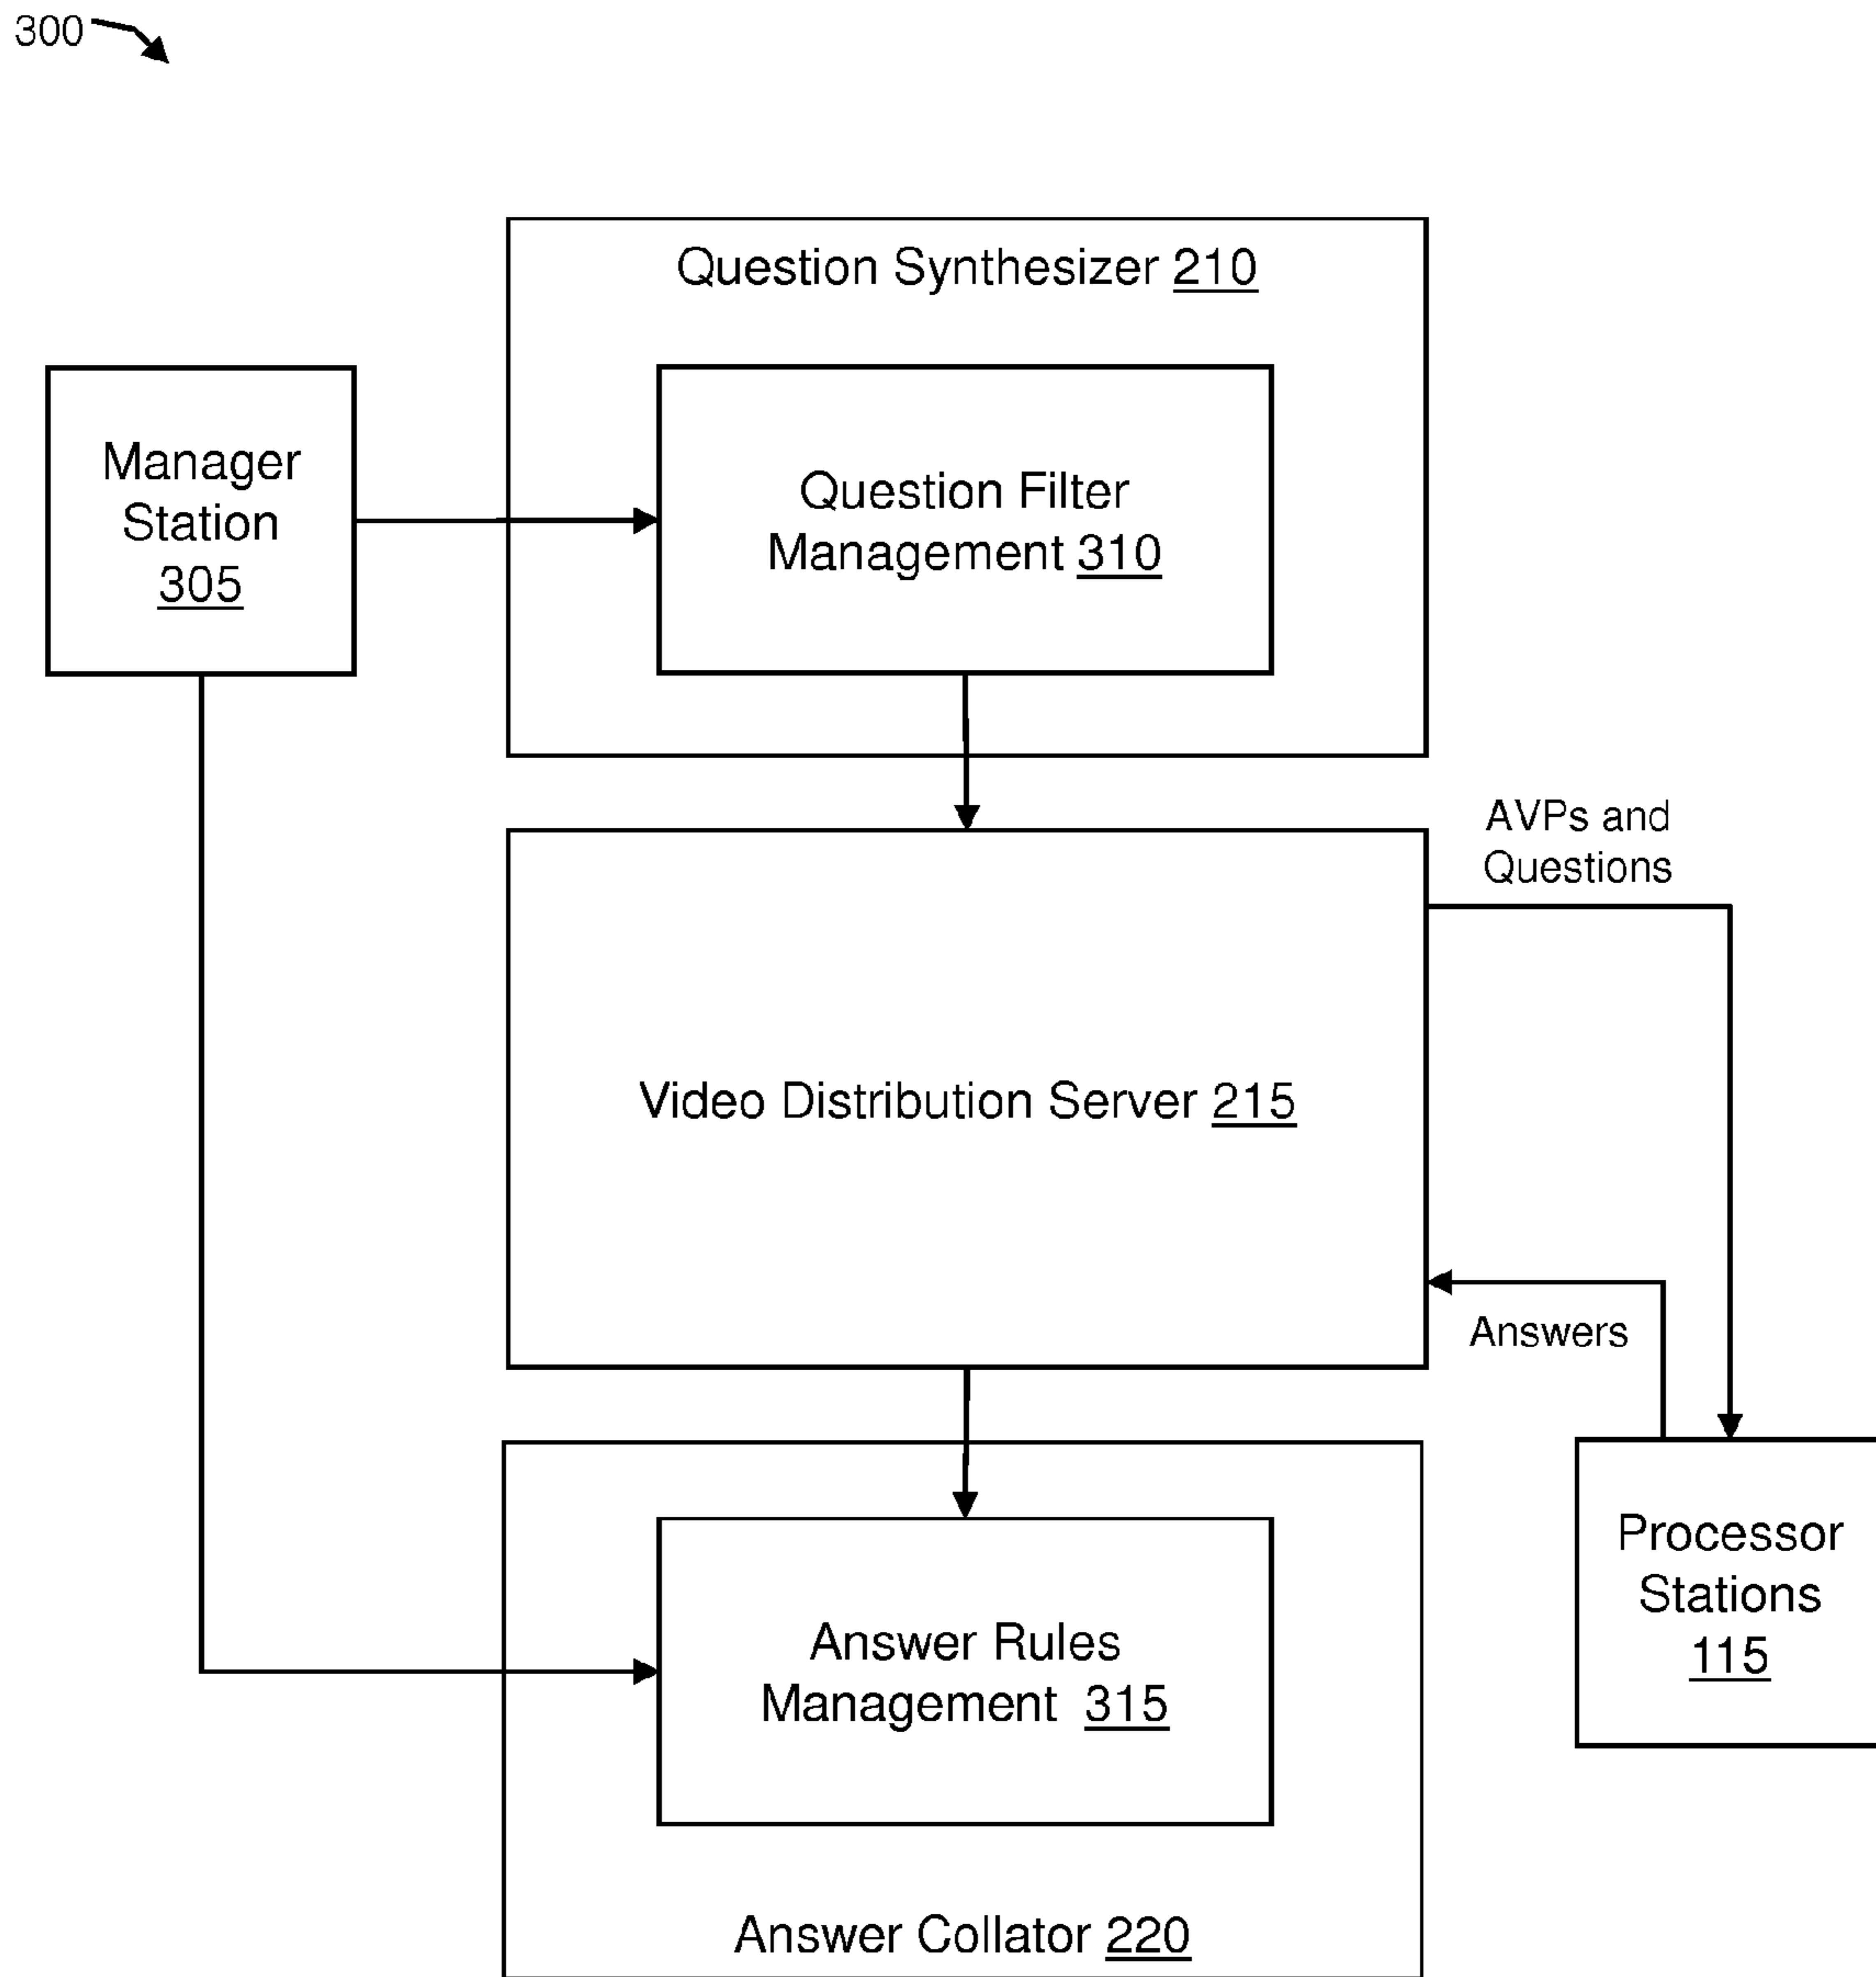 300
Question Synthesizer 210
Manager
Station
305
Question Filter
Management 310
AVPs and
Questions
Video Distribution Server 215
Answers
Processor
Stations
115
Answer Rules
Management 315
Answer Collator 220